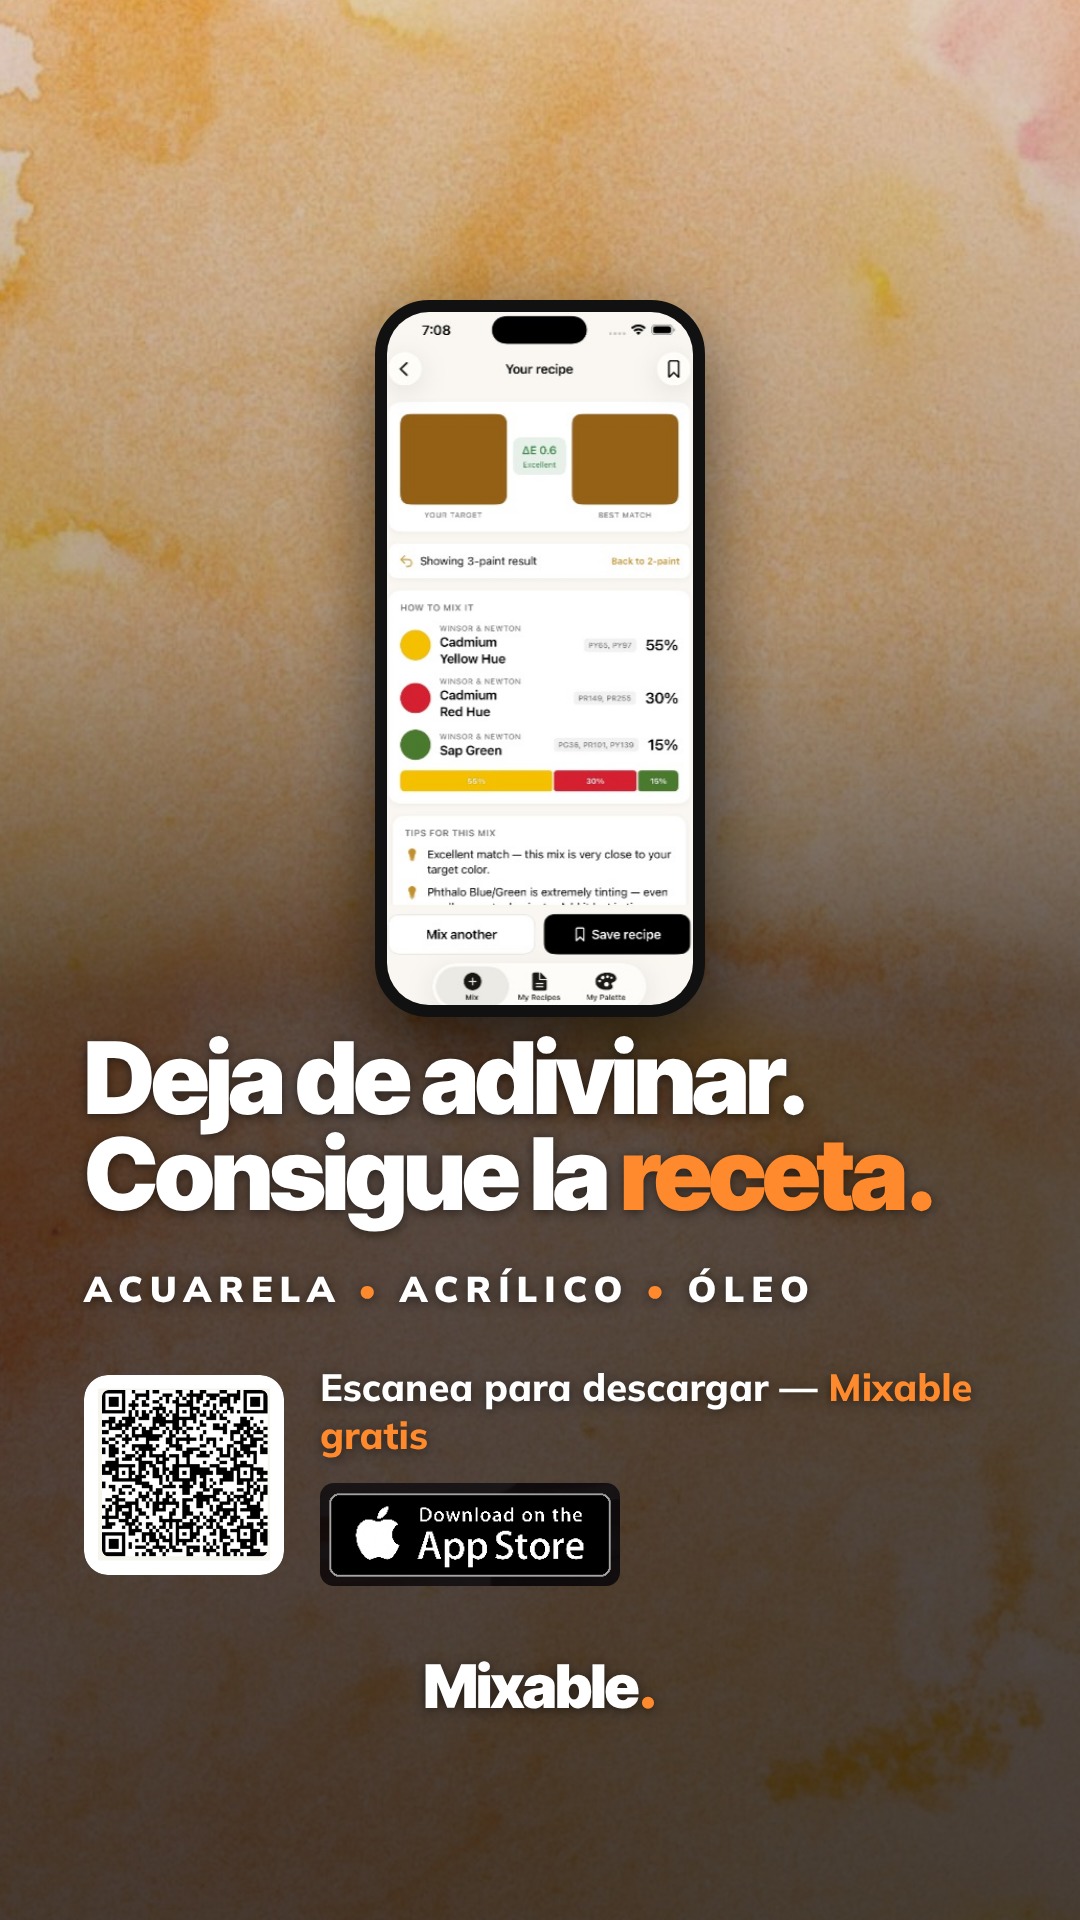 7:08
Your recipe
ΔE 0.6
Excellent
YOUR TARGET
BEST MATCH
Showing 3-paint result
Back to 2-paint
HOW TO MIX IT
WINSOR & NEWTON
Cadmium
Yellow Hue
PY65, PY97
55%
WINSOR & NEWTON
Cadmium
Red Hue
PR149, PR255
30%
WINSOR & NEWTON
Sap Green
PG36, PR101, PY139
15%
55%
30%
15%
TIPS FOR THIS MIX
Excellent match — this mix is very close to your
target color.
Phthalo Blue/Green is extremely tinting — even
Mix another
Save recipe
Mix
My Recipes
My Palette
Deja de adivinar.
Consigue la receta.
ACUARELA • ACRÍLICO • ÓLEO
Escanea para descargar — Mixable
gratis
Download on the
App Store
Mixable.